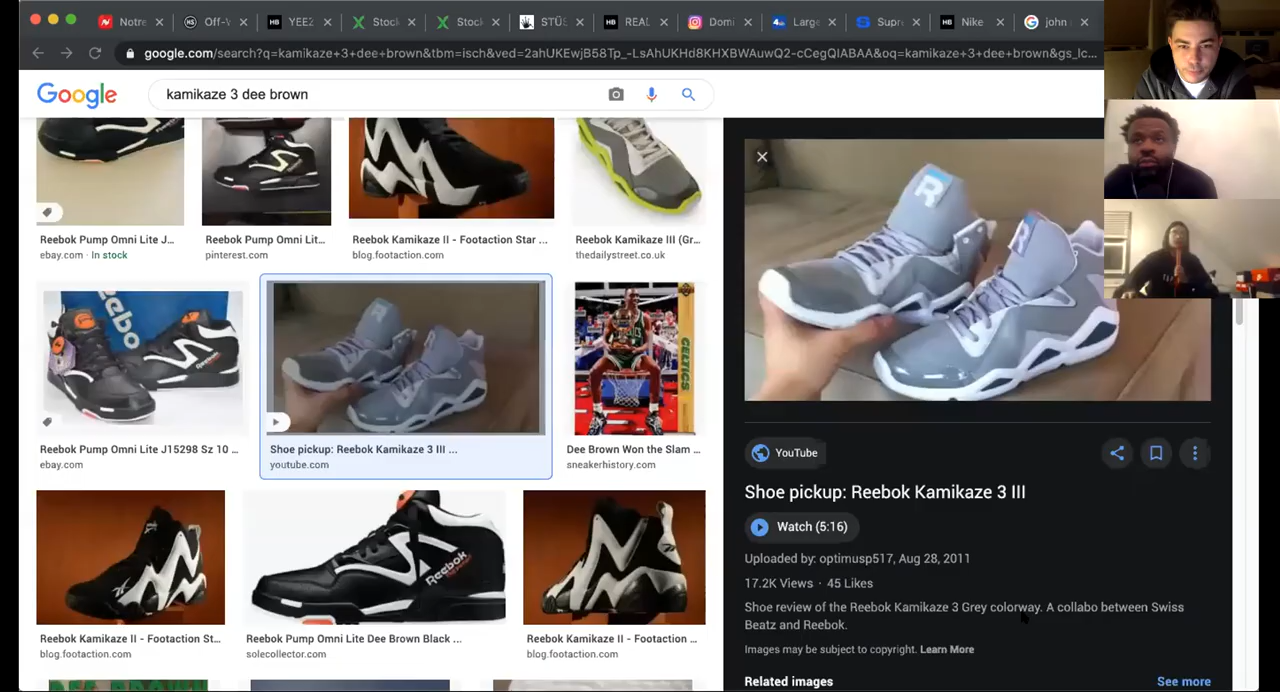 Notre
Off-V
YEEZ
Stock
Stock
STÜS
REAL
Domi
Large
Supre
Nike
john
google.com/search?q=kamikaze+3+dee+brown&tbm=isch&ved=2ahUKEwjB58Tp_-LsAhUKHd8KHXBWAuwQ2-cCegQIABAA&oq=kamikaze+3+dee+brown&gs_lc...
Google
kamikaze 3 dee brown
Reebok Pump Omni Lite J...
ebay.com · In stock
Reebok Pump Omni Lit...
pinterest.com
Reebok Kamikaze II - Footaction Star ...
blog.footaction.com
Reebok Kamikaze III (Gr...
thedailystreet.co.uk
Reebok Pump Omni Lite J15298 Sz 10 ...
ebay.com
Shoe pickup: Reebok Kamikaze 3 III ...
youtube.com
CELTICS
Dee Brown Won the Slam ...
sneakerhistory.com
Reebok Kamikaze II - Footaction St...
blog.footaction.com
Reebok
Reebok Pump Omni Lite Dee Brown Black ...
solecollector.com
Reebok Kamikaze II - Footaction ...
blog.footaction.com
R
YouTube
Shoe pickup: Reebok Kamikaze 3 III
Watch (5:16)
Uploaded by: optimusp517, Aug 28, 2011
17.2K Views · 45 Likes
Shoe review of the Reebok Kamikaze 3 Grey colorway. A collabo between Swiss
Beatz and Reebok.
Images may be subject to copyright. Learn More
Related images
See more